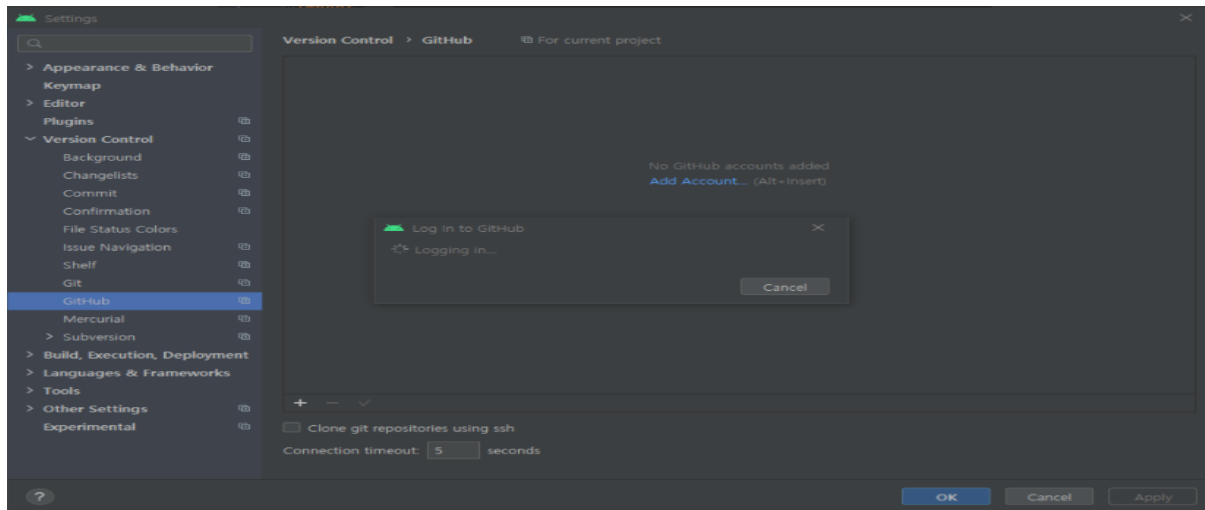 Settings
Version Control › GitHub For current project
> Appearance & Behavior
Keymap
> Editor
Plugins
Version Control
Background
Changelists
Commit
Confirmation
File Status Colors
Issue Navigation
Shelf
Git
GitHub
Mercurial
> Subversion
> Build, Execution, Deployment
> Languages & Frameworks
> Tools
> Other Settings
Experimental
No GitHub accounts added
Add Account... (Alt+Insert)
Log In to GitHub
Logging in...
Cancel
Clone git repositories using ssh
Connection timeout: 5 seconds
?
OK Cancel Apply